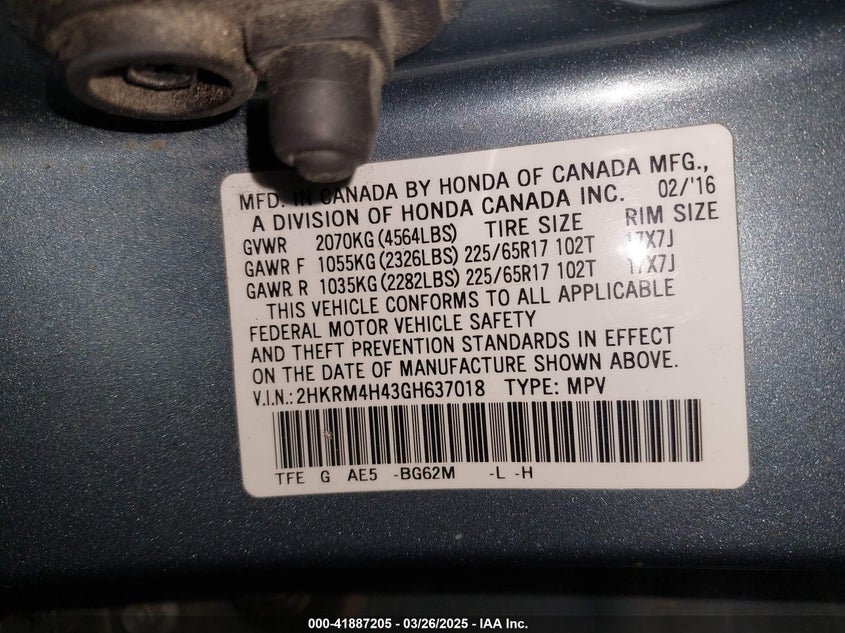 MFD. IN CANADA BY HONDA OF CANADA MFG.,
A DIVISION OF HONDA CANADA INC. 02/'16
GVWR 2070KG (4564LBS) TIRE SIZE RIM SIZE
GAWR F 1055KG (2326LBS) 225/65R17 102T 17X7J
GAWR R 1035KG (2282LBS) 225/65R17 102T 17X7J
THIS VEHICLE CONFORMS TO ALL APPLICABLE
FEDERAL MOTOR VEHICLE SAFETY
AND THEFT PREVENTION STANDARDS IN EFFECT
ON THE DATE OF MANUFACTURE SHOWN ABOVE.
V.I.N.: 2HKRM4H43GH637018 TYPE: MPV
TFE G AE5 -BG62M -L -H
000-41887205 - 03/26/2025 - IAA Inc.